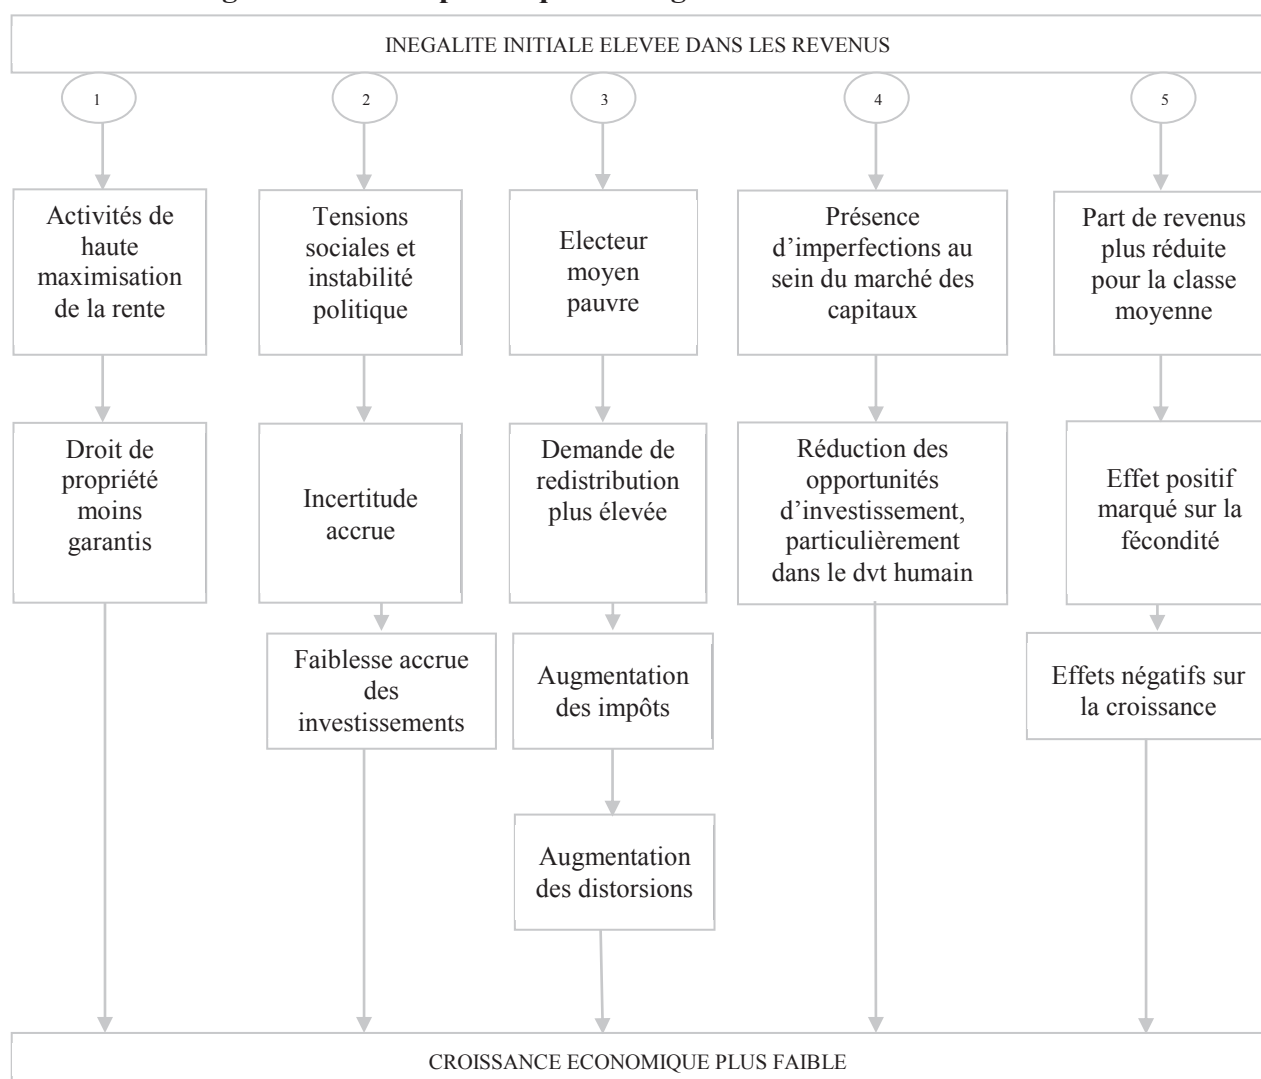 INEGALITE INITIALE ELEVEE DANS LES REVENUS
1
2
3
4
5
Activités de
haute
maximisation
de la rente
Tensions
sociales et
instabilité
politique
Electeur
moyen
pauvre
Présence
d’imperfections au
sein du marché des
capitaux
Part de revenus
plus réduite
pour la classe
moyenne
Droit de
propriété
moins
garantis
Incertitude
accrue
Demande de
redistribution
plus élevée
Réduction des
opportunités
d’investissement,
particulièrement
dans le dvt humain
Effet positif
marqué sur la
fécondité
Faiblesse accrue
des
investissements
Augmentation
des impôts
Effets négatifs sur
la croissance
Augmentation
des distorsions
CROISSANCE ECONOMIQUE PLUS FAIBLE